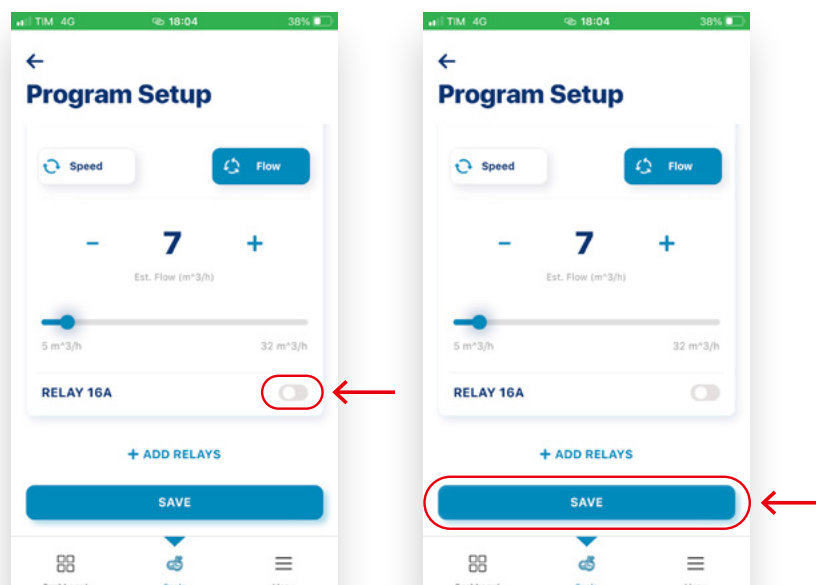 TIM 4G 18:04 38%
Program Setup
Speed Flow
- 7 +
Est. Flow (m^3/h)
5 m^3/h 32 m^3/h
RELAY 16A
+ ADD RELAYS
SAVE
TIM 4G 18:04 38%
Program Setup
Speed Flow
- 7 +
Est. Flow (m^3/h)
5 m^3/h 32 m^3/h
RELAY 16A
+ ADD RELAYS
SAVE